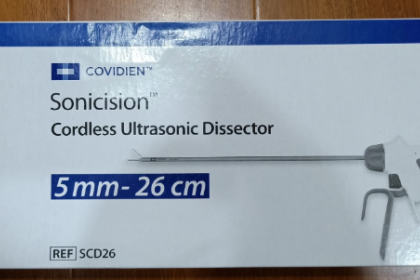 COVIDIEN™
Sonicision™
Cordless Ultrasonic Dissector
5 mm - 26 cm
REF SCD26